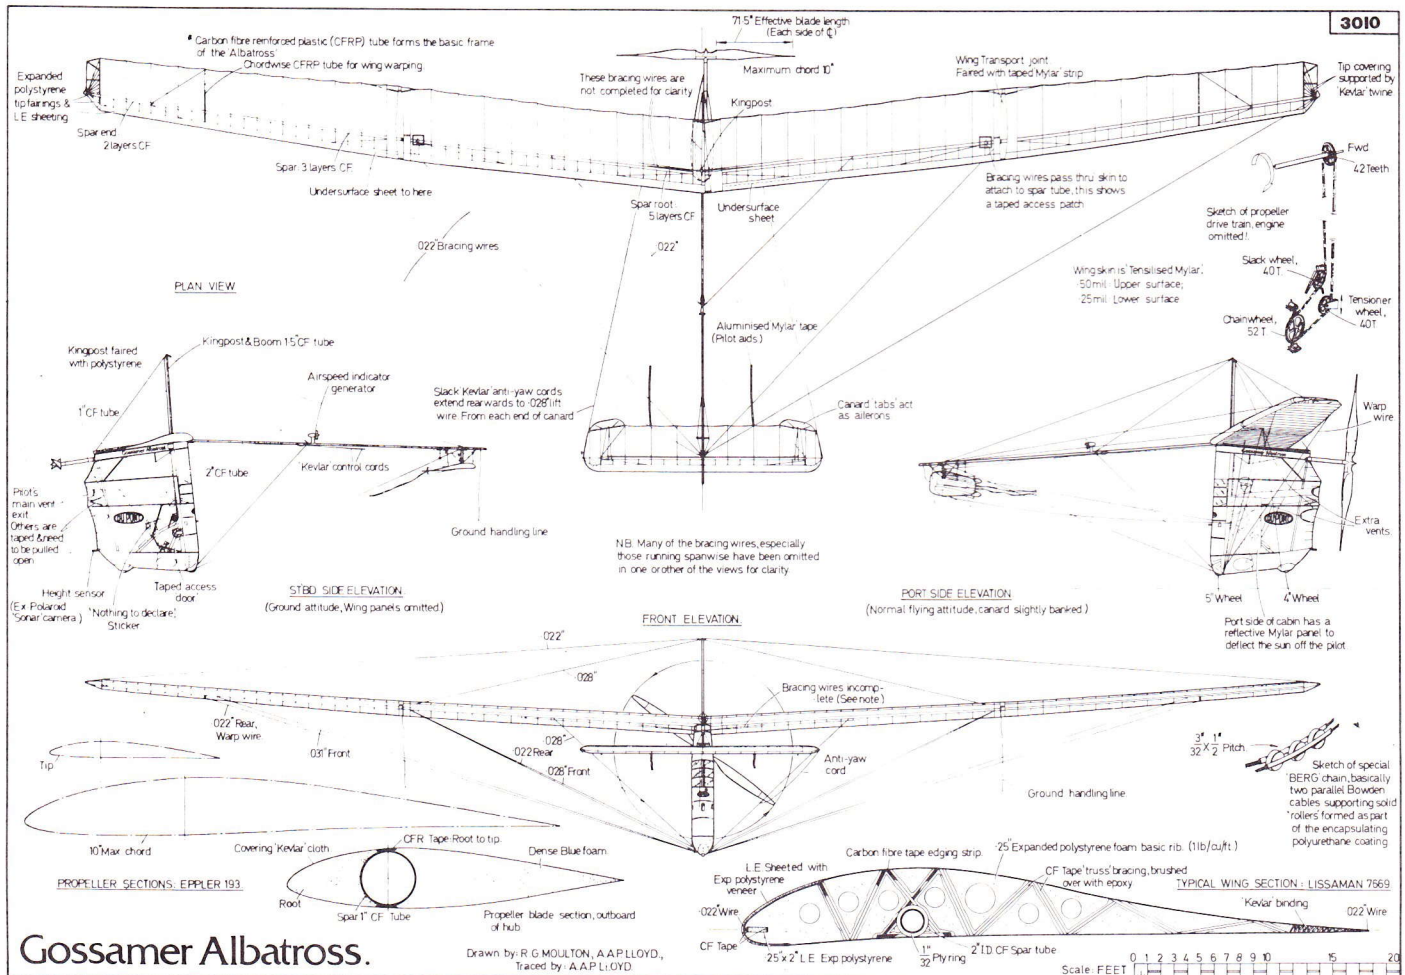 3010
71·5" Effective blade length
(Each side of ℄)
Maximum chord 10"
* Carbon fibre reinforced plastic (CFRP) tube forms the basic frame
of the 'Albatross'
Chordwise CFRP tube for wing warping
Expanded
polystyrene
tip fairings &
L.E sheeting
These bracing wires are
not completed for clarity
Kingpost
Wing Transport joint
Faired with taped Mylar strip
Tip covering
supported by
'Kevlar' twine
Spar end
2 layers CF.
Spar: 3 layers CF.
Undersurface sheet to here
Spar root:
5 layers CF
Undersurface
sheet
Bracing wires pass thru skin to
attach to spar tube, this shows
a taped access patch
Fwd
42 Teeth
Sketch of propeller
drive train, engine
omitted!.
·022" Bracing wires
·022"
Slack wheel,
40T.
Wing skin is 'Tensilised Mylar',
·50mil: Upper surface;
·25mil: Lower surface
Tensioner
wheel,
40T.
Chainwheel,
52 T
PLAN VIEW
Aluminised Mylar tape
(Pilot aids)
Kingpost faired
with polystyrene
Kingpost & Boom 1·5" CF tube
Airspeed indicator
generator
Slack 'Kevlar' anti-yaw cords
extend rearwards to ·028" lift
wire. From each end of canard
Canard tabs' act
as ailerons
Warp
wire
1" CF tube
2" CF tube
Kevlar control cords
Pilot's
main vent
exit
Others are
taped & need
to be pulled
open
DUPONT
Ground handling line
DUPONT
Extra
vents
N.B. Many of the bracing wires, especially
those running spanwise have been omitted
in one or other of the views for clarity
Height sensor
(Ex Polaroid
'Sonar' camera)
'Nothing to declare',
Sticker
Taped access
door
STB'D SIDE ELEVATION
(Ground attitude, Wing panels omitted)
PORT SIDE ELEVATION
(Normal flying attitude, canard slightly banked)
5" Wheel
4" Wheel
Port side of cabin has a
reflective Mylar panel to
deflect the sun off the pilot
FRONT ELEVATION
·022"
·028"
Bracing wires incomp-
lete (See note)
·022" Rear,
Warp wire
·031" Front
·028"
·022 Rear
·028" Front
Anti-yaw
cord
Ground handling line
3/32" X 1/2" Pitch
Sketch of special
'BERG' chain, basically
two parallel Bowden
cables supporting solid
'rollers' formed as part
of the encapsulating
polyurethane coating
Tip
10" Max chord
Covering 'Kevlar' cloth
CFR Tape: Root to tip
Dense Blue foam
PROPELLER SECTIONS: EPPLER 193
Root
Spar 1" CF Tube
Propeller blade section, outboard
of hub
L.E Sheeted with
Exp polystyrene
veneer
Carbon fibre tape edging strip
·25" Expanded polystyrene foam basic rib. (1 lb/cu/ft)
CF Tape 'truss' bracing, brushed
over with epoxy
TYPICAL WING SECTION: LISSAMAN 7669
'Kevlar' binding
·022" Wire
·022" Wire
CF Tape
·25" x 2" L.E Exp polystyrene
1/32" Ply ring
2" I.D. CF Spar tube
Gossamer Albatross.
Drawn by: R.G. MOULTON, A.A.P. LLOYD.,
Traced by: A.A.P. LLOYD.
Scale: FEET 0 1 2 3 4 5 6 7 8 9 10 15 20